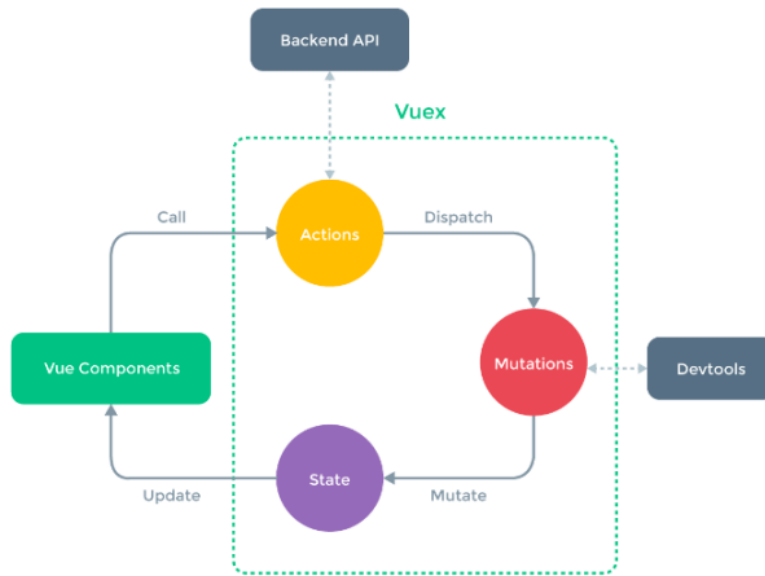 Backend API
Vuex
Call
Actions
Dispatch
Vue Components
Mutations
Devtools
Update
State
Mutate